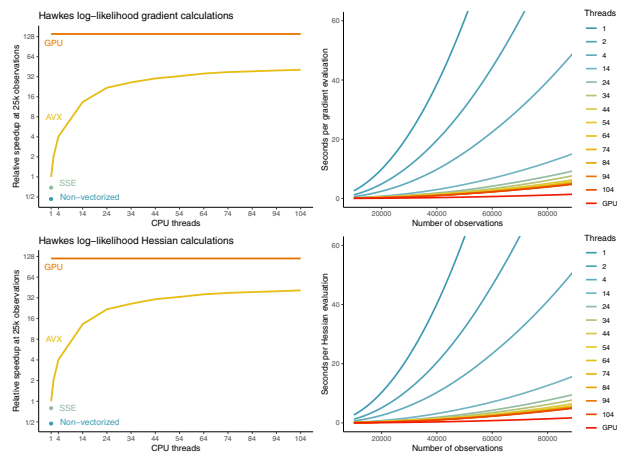 Hawkes log−likelihood gradient calculations
Relative speedup at 25k observations
128
64
32
16
8
4
2
1
1/2
GPU
AVX
SSE
Non−vectorized
1 4 14 24 34 44 54 64 74 84 94 104
CPU threads
Seconds per gradient evaluation
60
40
20
0
20000 40000 60000 80000
Number of observations
Threads
1
2
4
14
24
34
44
54
64
74
84
94
104
GPU
Hawkes log−likelihood Hessian calculations
Relative speedup at 25k observations
128
64
32
16
8
4
2
1
1/2
GPU
AVX
SSE
Non−vectorized
1 4 14 24 34 44 54 64 74 84 94 104
CPU threads
Seconds per Hessian evaluation
60
40
20
0
20000 40000 60000 80000
Number of observations
Threads
1
2
4
14
24
34
44
54
64
74
84
94
104
GPU